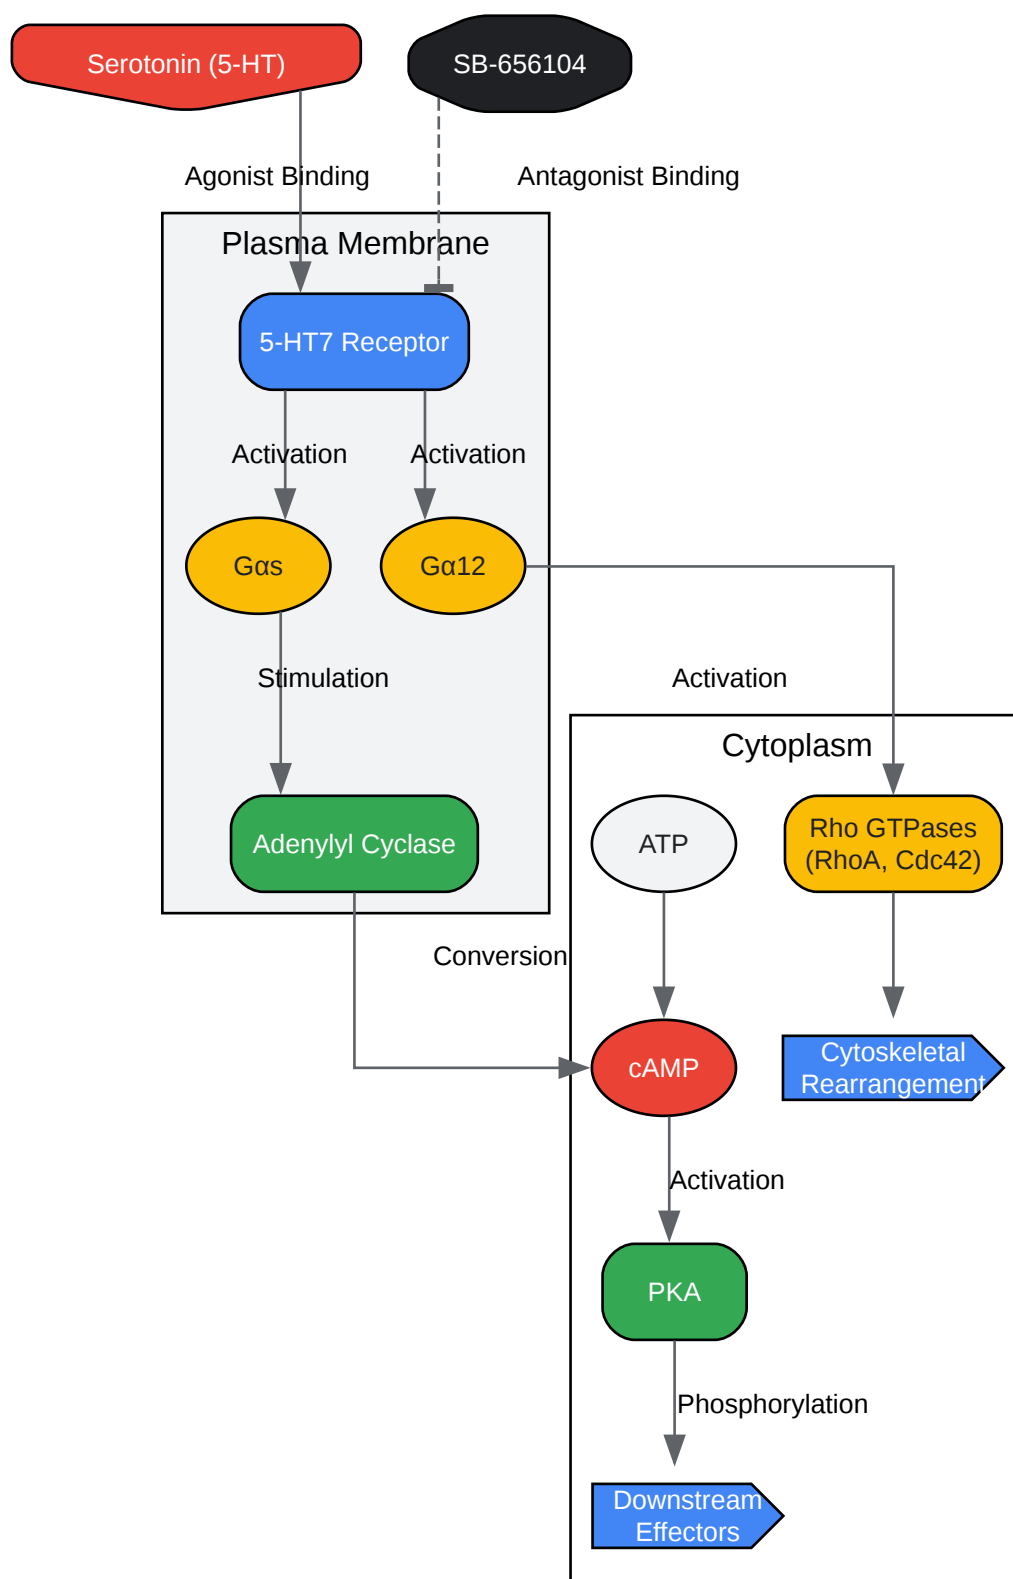 Serotonin (5-HT)
SB-656104
Agonist Binding
Antagonist Binding
Plasma Membrane
5-HT7 Receptor
Activation
Activation
Gαs
Gα12
Stimulation
Activation
Cytoplasm
Adenylyl Cyclase
ATP
Rho GTPases
(RhoA, Cdc42)
Conversion
cAMP
Cytoskeletal
Rearrangement
Activation
PKA
Phosphorylation
Downstream
Effectors